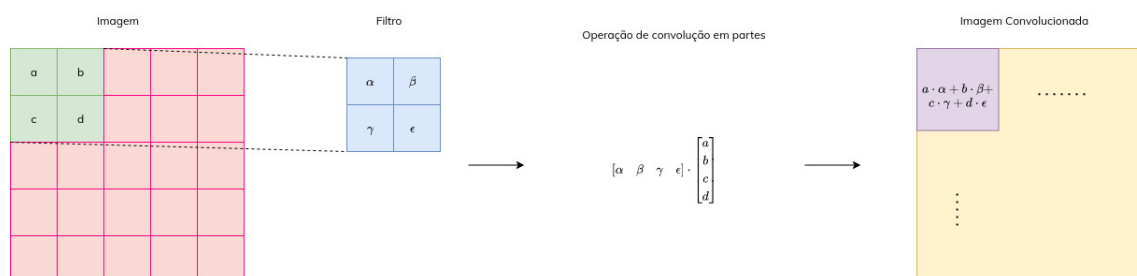 Imagem
Filtro
Operação de convolução em partes
Imagem Convolucionada
a b
c d
α β
γ ϵ
[α β γ ϵ] · [a
b
c
d]
a · α + b · β+
c · γ + d · ϵ
.......
.....